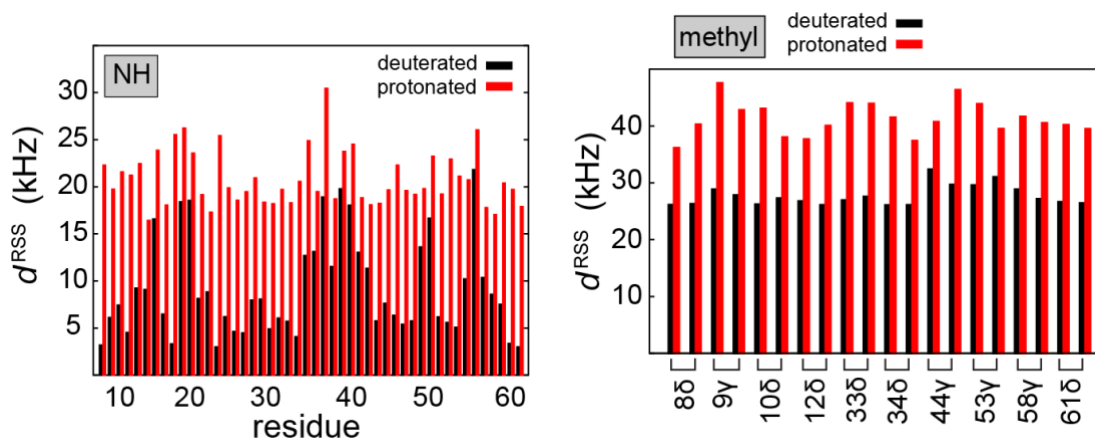 NH
deuterated
protonated
30
25
20
15
10
5
d^RSS (kHz)
10 20 30 40 50 60
residue
methyl
deuterated
protonated
40
30
20
10
d^RSS (kHz)
8δ 9γ 10δ 12δ 33δ 34δ 44γ 53γ 58γ 61δ